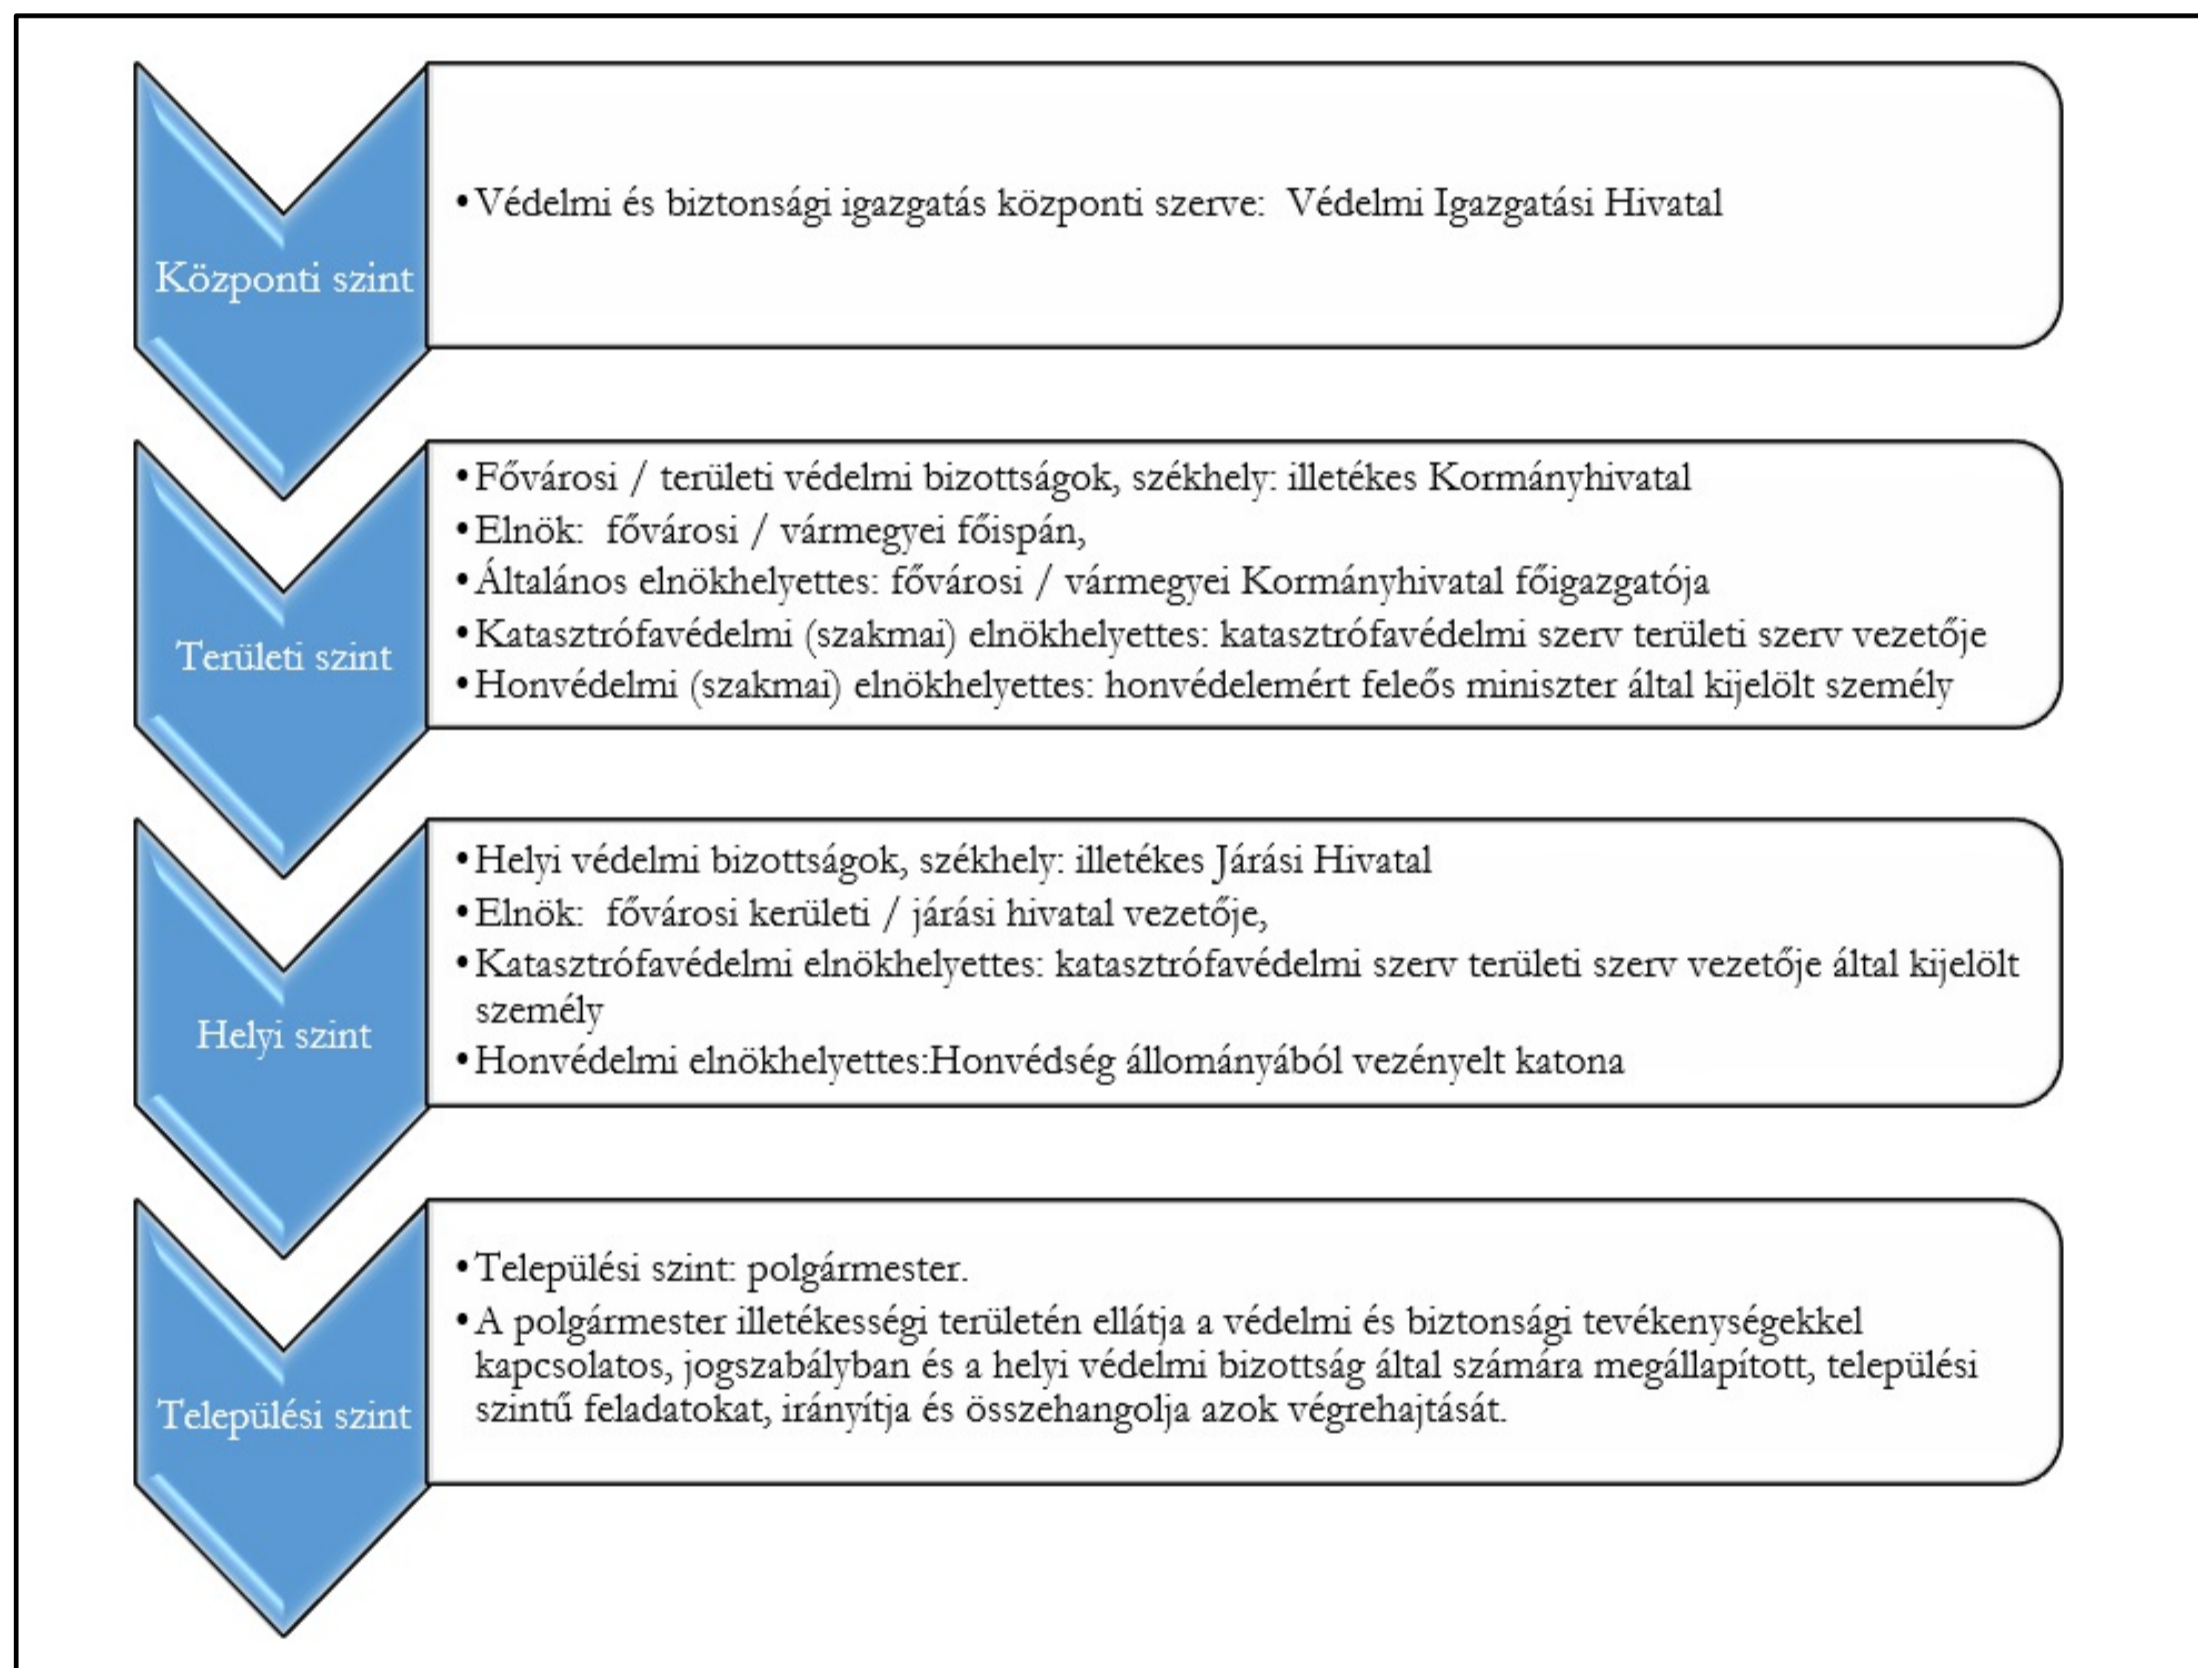 Központi szint
•Védelmi és biztonsági igazgatás központi szerve:  Védelmi Igazgatási Hivatal
Területi szint
•Fővárosi / területi védelmi bizottságok, székhely: illetékes Kormányhivatal
•Elnök:  fővárosi / vármegyei főispán,
•Általános elnökhelyettes: fővárosi / vármegyei Kormányhivatal főigazgatója
•Katasztrófavédelmi (szakmai) elnökhelyettes: katasztrófavédelmi szerv területi szerv vezetője
•Honvédelmi (szakmai) elnökhelyettes: honvédelemért feleős miniszter által kijelölt személy
Helyi szint
•Helyi védelmi bizottságok, székhely: illetékes Járási Hivatal
•Elnök:  fővárosi kerületi / járási hivatal vezetője,
•Katasztrófavédelmi elnökhelyettes: katasztrófavédelmi szerv területi szerv vezetője által kijelölt
személy
•Honvédelmi elnökhelyettes:Honvédség állományából vezényelt katona
Települési szint
•Települési szint: polgármester.
•A polgármester illetékességi területén ellátja a védelmi és biztonsági tevékenységekkel
kapcsolatos, jogszabályban és a helyi védelmi bizottság által számára megállapított, települési
szintű feladatokat, irányítja és összehangolja azok végrehajtását.